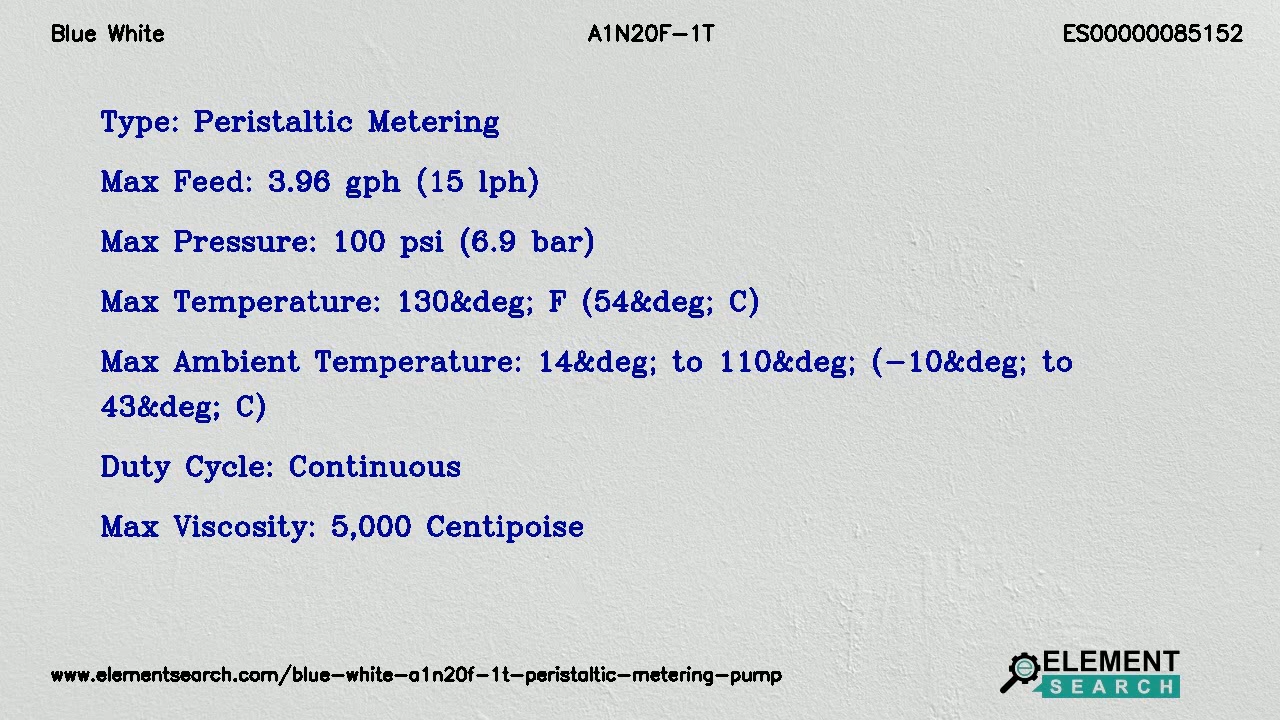 Blue White A1N20F-1T ES00000085152
Type: Peristaltic Metering
Max Feed: 3.96 gph (15 lph)
Max Pressure: 100 psi (6.9 bar)
Max Temperature: 130&deg; F (54&deg; C)
Max Ambient Temperature: 14&deg; to 110&deg; (-10&deg; to
43&deg; C)
Duty Cycle: Continuous
Max Viscosity: 5,000 Centipoise
www.elementsearch.com/blue-white-a1n20f-1t-peristaltic-metering-pump
ELEMENT
SEARCH